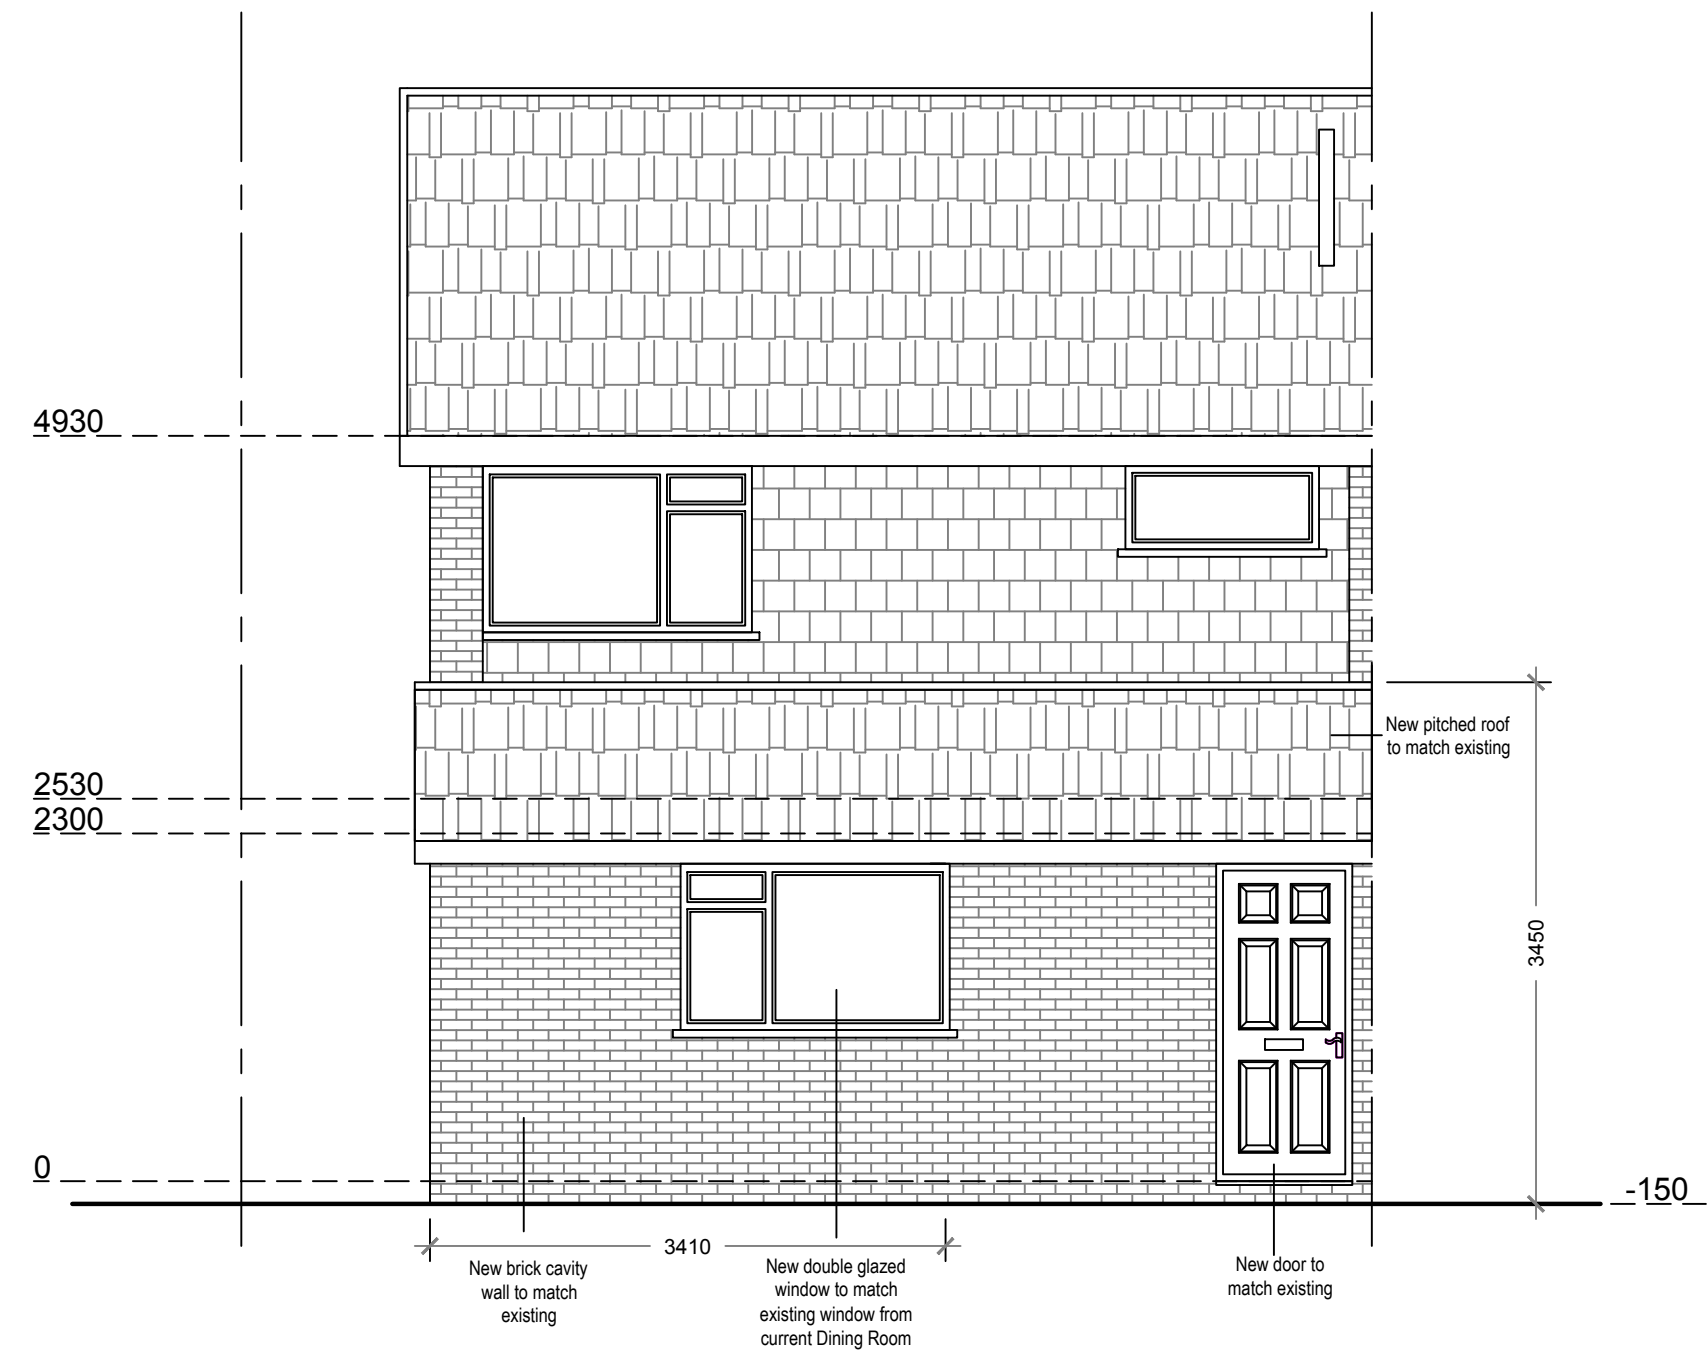 4930
New pitched roof
to match existing
2530
2300
3450
0
-150
3410
New brick cavity
wall to match
existing
New double glazed
window to match
existing window from
current Dining Room
New door to
match existing